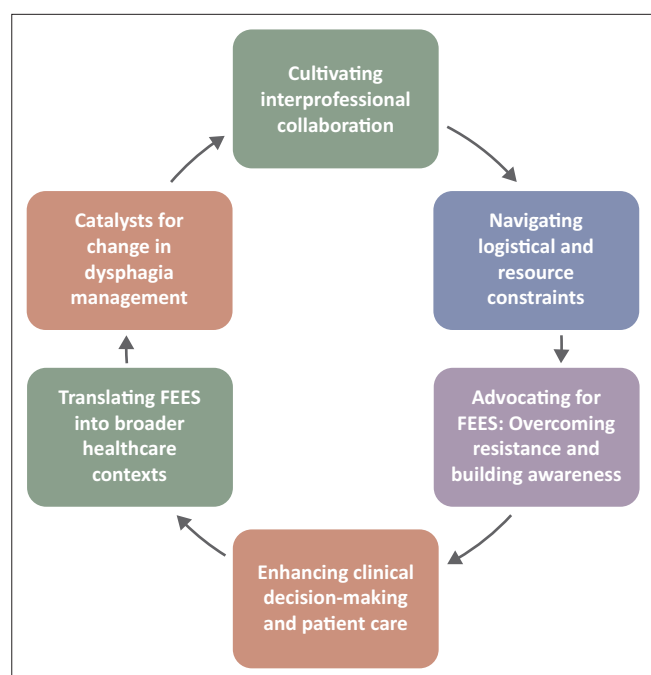 Cultivating
interprofessional
collaboration
Navigating
logistical and
resource
constraints
Advocating for
FEES: Overcoming
resistance and
building awareness
Enhancing clinical
decision-making
and patient care
Translating FEES
into broader
healthcare
contexts
Catalysts for
change in
dysphagia
management